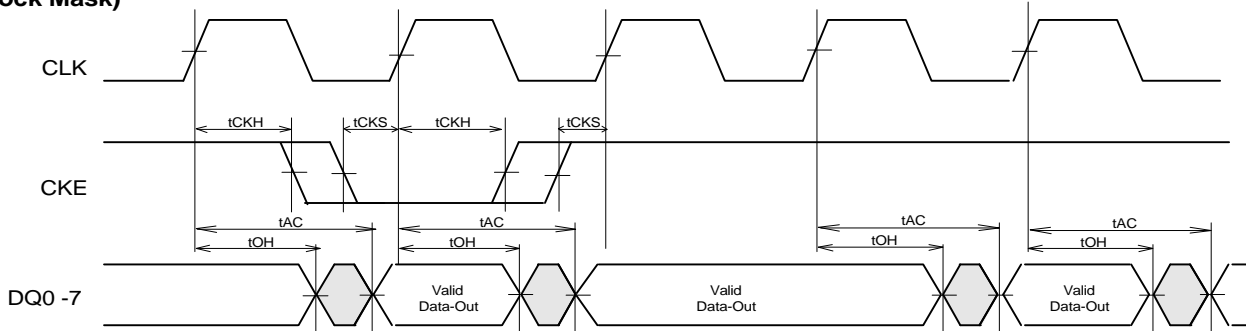 ock Mask)
CLK
tCKH tCKS tCKH tCKS
CKE
tAC tAC tAC tAC
tOH tOH tOH tOH
DQ0 -7
Valid Valid Valid
Data-Out Data-Out Data-Out